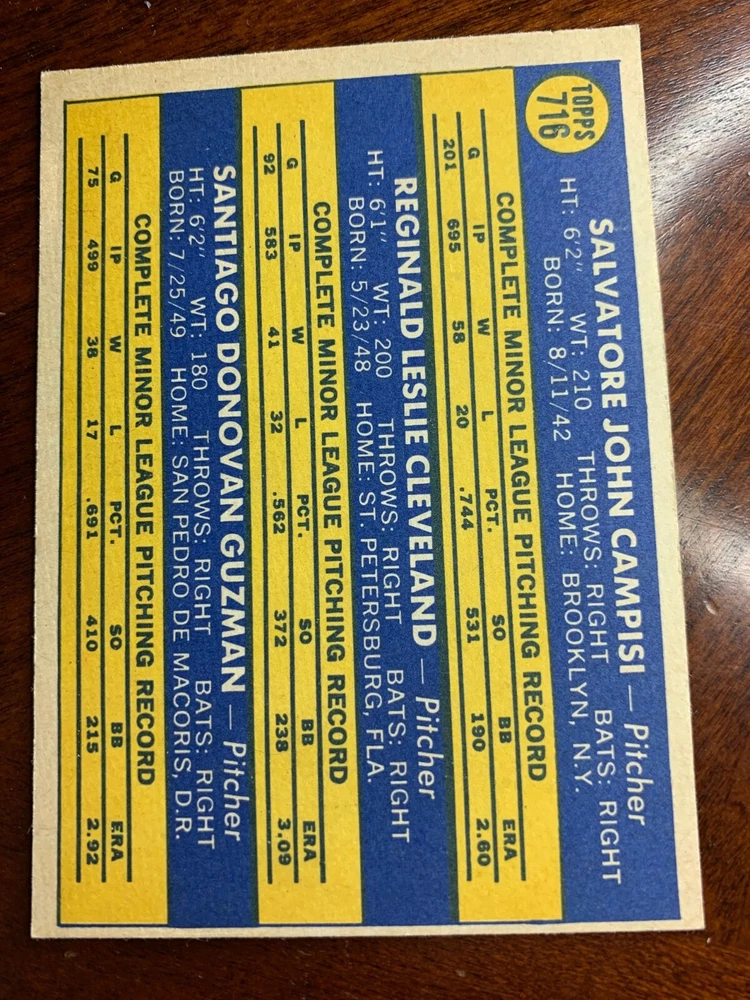 TOPPS
716
SALVATORE JOHN CAMPISI — Pitcher
HT: 6'2" WT: 210 THROWS: RIGHT BATS: RIGHT
BORN: 8/11/42 HOME: BROOKLYN, N.Y.
COMPLETE MINOR LEAGUE PITCHING RECORD
G IP W L PCT. SO BB ERA
201 695 58 20 .744 531 190 2.60
REGINALD LESLIE CLEVELAND — Pitcher
HT: 6'1" WT: 200 THROWS: RIGHT BATS: RIGHT
BORN: 5/23/48 HOME: ST. PETERSBURG, FLA.
COMPLETE MINOR LEAGUE PITCHING RECORD
G IP W L PCT. SO BB ERA
92 583 41 32 .562 372 238 3.09
SANTIAGO DONOVAN GUZMAN — Pitcher
HT: 6'2" WT: 180 THROWS: RIGHT BATS: RIGHT
BORN: 7/25/49 HOME: SAN PEDRO DE MACORIS, D.R.
COMPLETE MINOR LEAGUE PITCHING RECORD
G IP W L PCT. SO BB ERA
75 499 38 17 .691 410 215 2.92